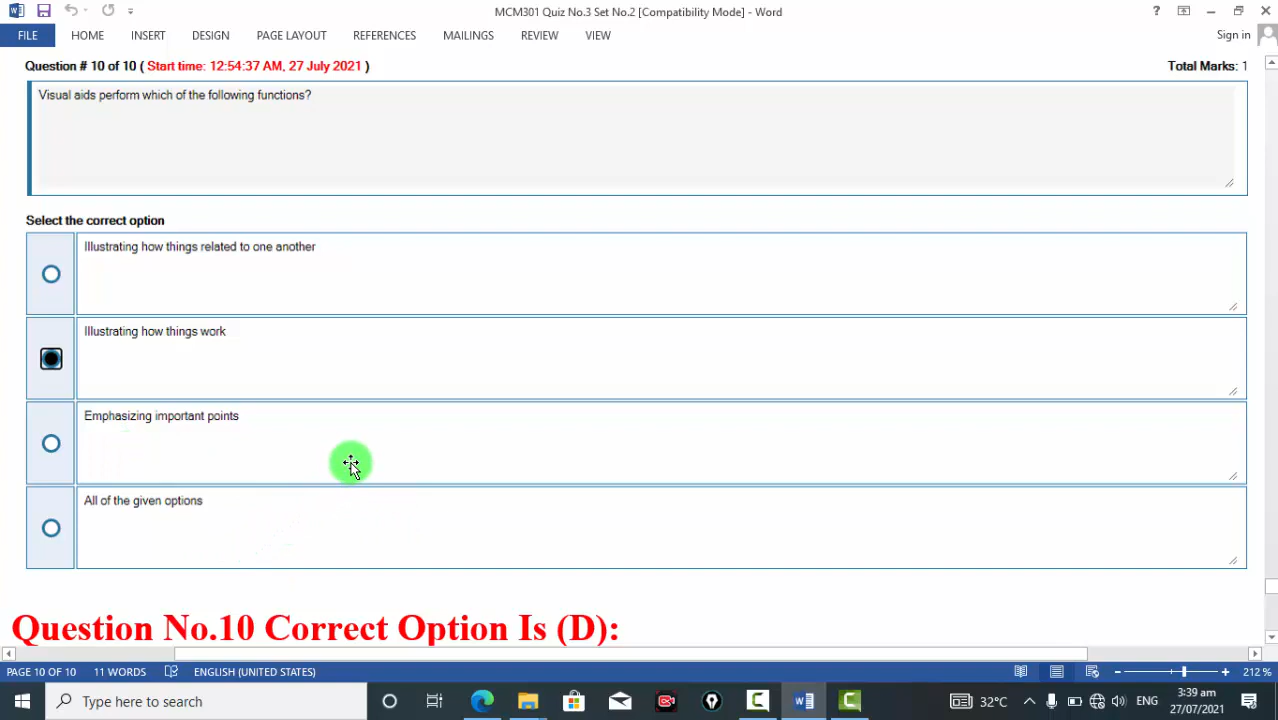 MCM301 Quiz No.3 Set No.2 [Compatibility Mode] - Word
FILE HOME INSERT DESIGN PAGE LAYOUT REFERENCES MAILINGS REVIEW VIEW Sign in
Question # 10 of 10 ( Start time: 12:54:37 AM, 27 July 2021 ) Total Marks: 1
Visual aids perform which of the following functions?
Select the correct option
Illustrating how things related to one another
Illustrating how things work
Emphasizing important points
All of the given options
Question No.10 Correct Option Is (D):
PAGE 10 OF 10 11 WORDS ENGLISH (UNITED STATES) 212 %
Type here to search 32°C ENG 3:39 am
27/07/2021